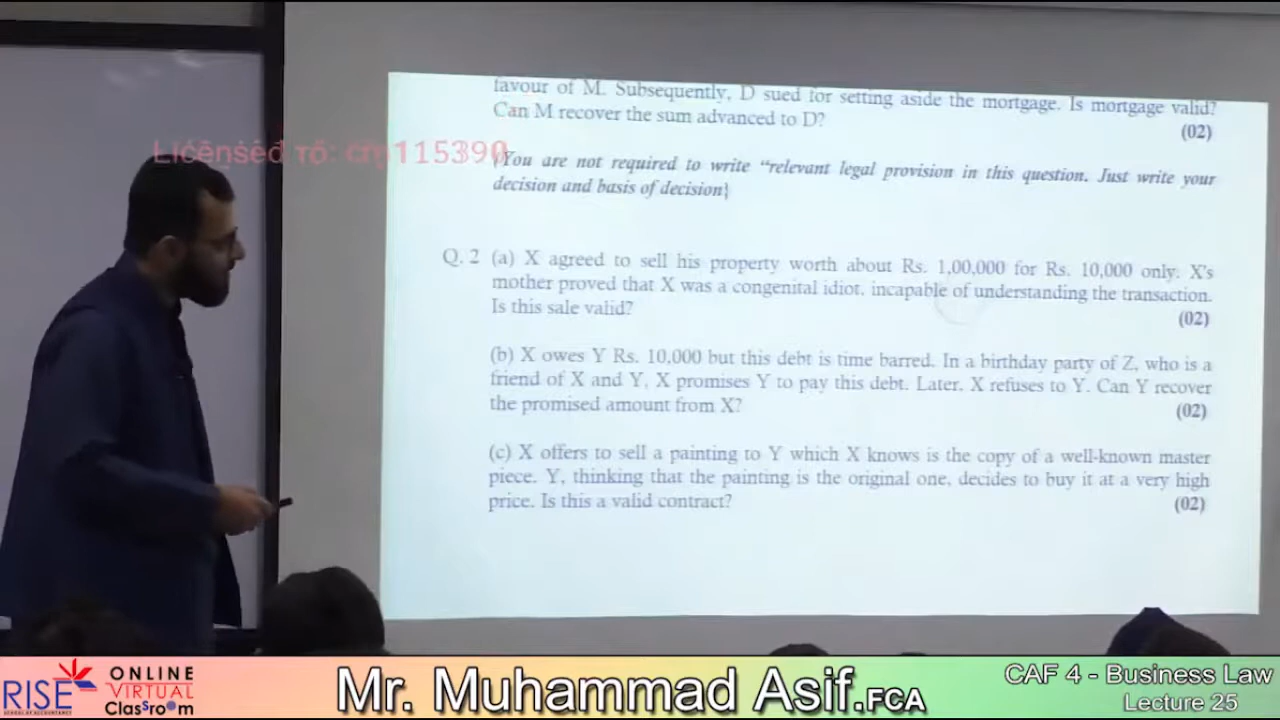 favour of M. Subsequently, D sued for setting aside the mortgage. Is mortgage valid?
Can M recover the sum advanced to D?
(02)
Licensed To: crn115390
{You are not required to write “relevant legal provision in this question. Just write your
decision and basis of decision}
Q. 2 (a) X agreed to sell his property worth about Rs. 1,00,000 for Rs. 10,000 only. X's
mother proved that X was a congenital idiot, incapable of understanding the transaction.
Is this sale valid?
(02)
(b) X owes Y Rs. 10,000 but this debt is time barred. In a birthday party of Z, who is a
friend of X and Y, X promises Y to pay this debt. Later, X refuses to Y. Can Y recover
the promised amount from X?
(02)
(c) X offers to sell a painting to Y which X knows is the copy of a well-known master
piece. Y, thinking that the painting is the original one, decides to buy it at a very high
price. Is this a valid contract?
(02)
RISE
SCHOOL OF ACCOUNTANCY
ONLINE
VIRTUAL
Classroom
Mr. Muhammad Asif.FCA
CAF 4 - Business Law
Lecture 25